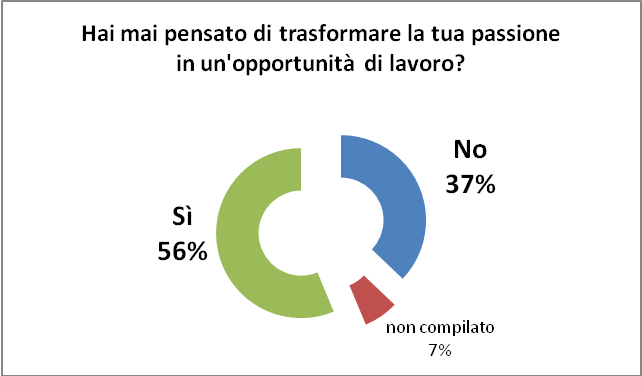 Hai mai pensato di trasformare la tua passione
in un'opportunità di lavoro?
No
37%
Sì
56%
non compilato
7%